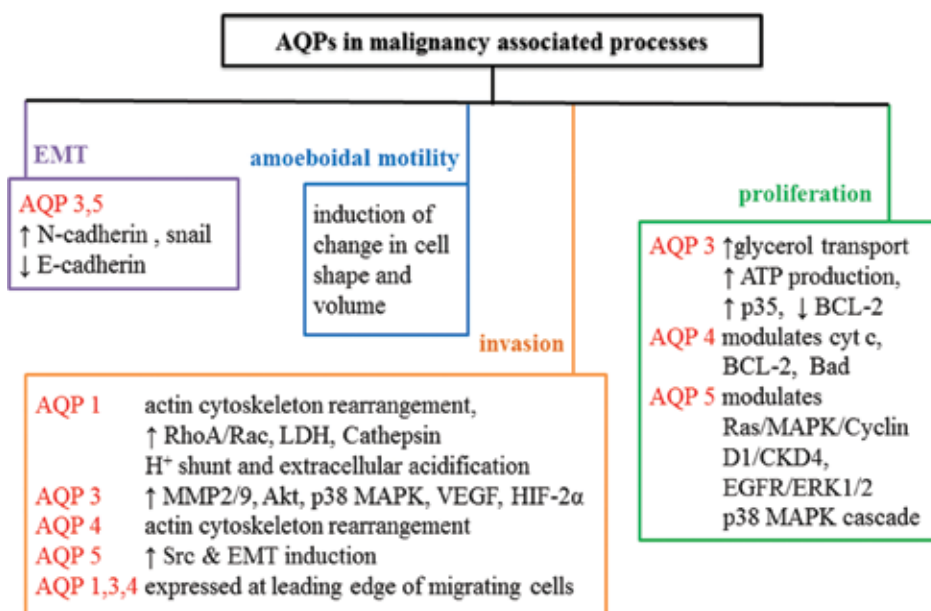 AQPs in malignancy associated processes
EMT
AQP 3,5
↑ N-cadherin , snail
↓ E-cadherin
amoeboidal motility
induction of
change in cell
shape and
volume
invasion
AQP 1 actin cytoskeleton rearrangement,
↑ RhoA/Rac, LDH, Cathepsin
H⁺ shunt and extracellular acidification
AQP 3 ↑ MMP2/9, Akt, p38 MAPK, VEGF, HIF-2α
AQP 4 actin cytoskeleton rearrangement
AQP 5 ↑ Src & EMT induction
AQP 1,3,4 expressed at leading edge of migrating cells
proliferation
AQP 3 ↑glycerol transport
↑ ATP production,
↑ p35, ↓ BCL-2
AQP 4 modulates cyt c,
BCL-2, Bad
AQP 5 modulates
Ras/MAPK/Cyclin
D1/CKD4,
EGFR/ERK1/2
p38 MAPK cascade